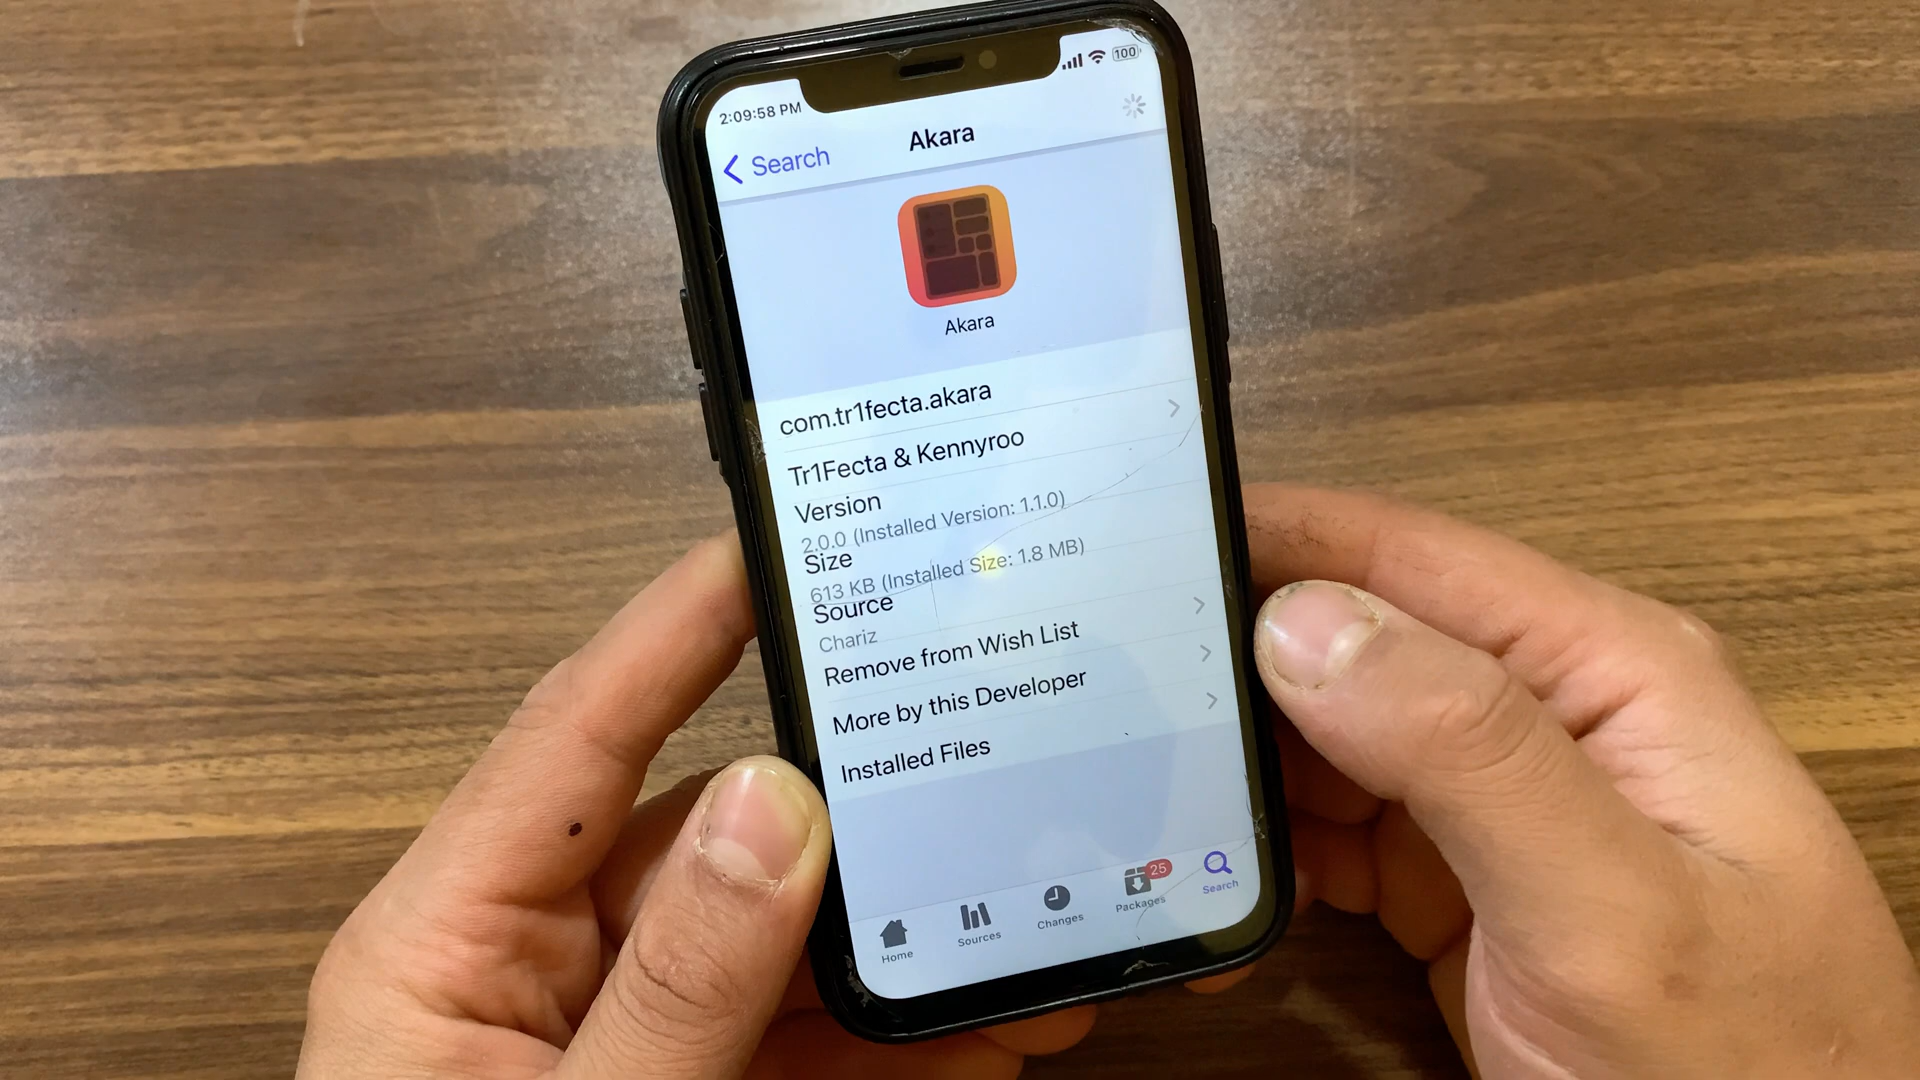 2:09:58 PM
100
Search
Akara
Akara
com.tr1fecta.akara
Tr1Fecta & Kennyroo
Version
2.0.0 (Installed Version: 1.1.0)
Size
613 KB (Installed Size: 1.8 MB)
Source
Chariz
Remove from Wish List
More by this Developer
Installed Files
Home
Sources
Changes
25
Packages
Search